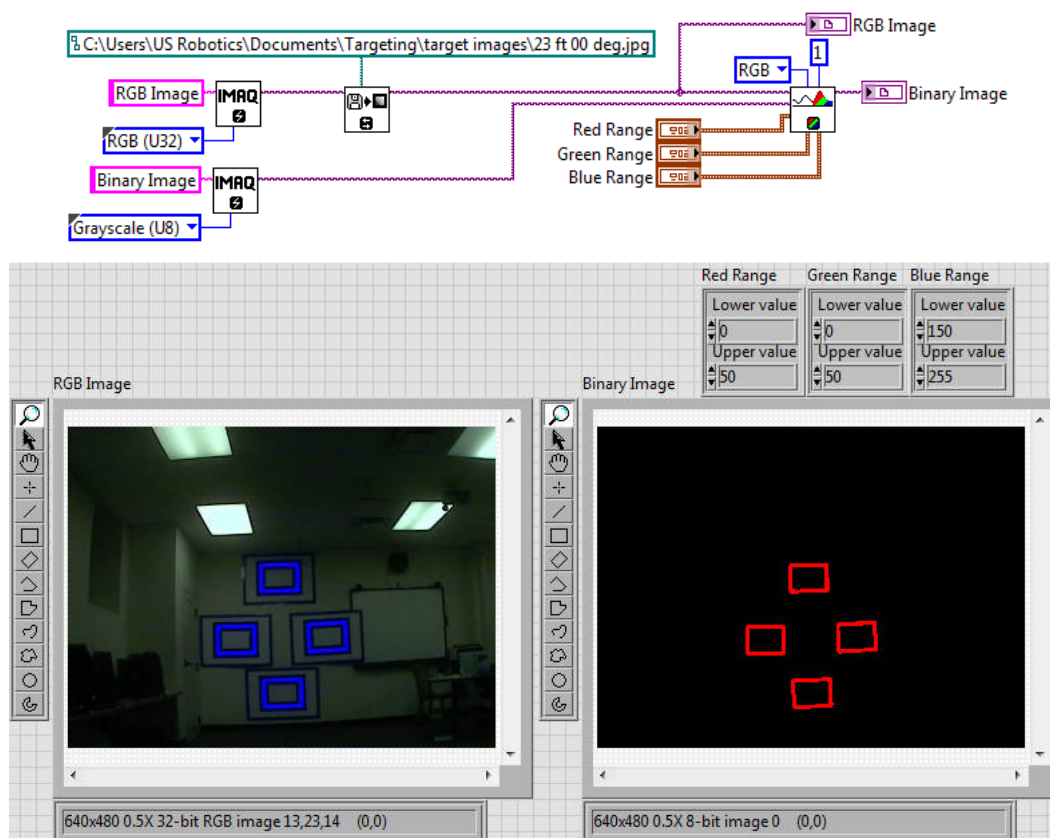 RGB Image
C:\Users\US Robotics\Documents\Targeting\target images\23 ft 00 deg.jpg
1
RGB
RGB Image
IMAQ
Binary Image
Red Range
RGB (U32)
Green Range
Binary Image
IMAQ
Blue Range
Grayscale (U8)
Red Range Green Range Blue Range
Lower value Lower value Lower value
0 0 150
Upper value Upper value Upper value
50 50 255
RGB Image
Binary Image
640x480 0.5X 32-bit RGB image 13,23,14 (0,0)
640x480 0.5X 8-bit image 0 (0,0)